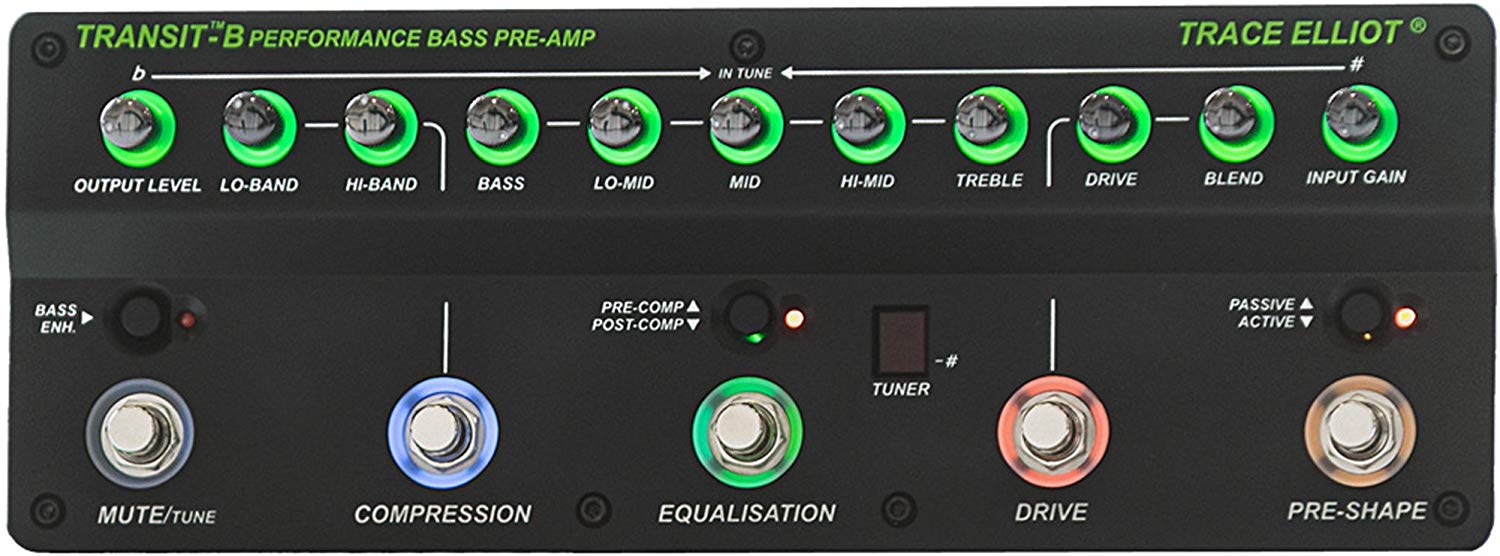 TRANSIT™-B PERFORMANCE BASS PRE-AMP
TRACE ELLIOT®
b IN TUNE #
OUTPUT LEVEL LO-BAND HI-BAND BASS LO-MID MID HI-MID TREBLE DRIVE BLEND INPUT GAIN
BASS ENH. ▶
PRE-COMP ▲
POST-COMP ▼
-#
TUNER
PASSIVE ▲
ACTIVE ▼
MUTE/TUNE COMPRESSION EQUALISATION DRIVE PRE-SHAPE